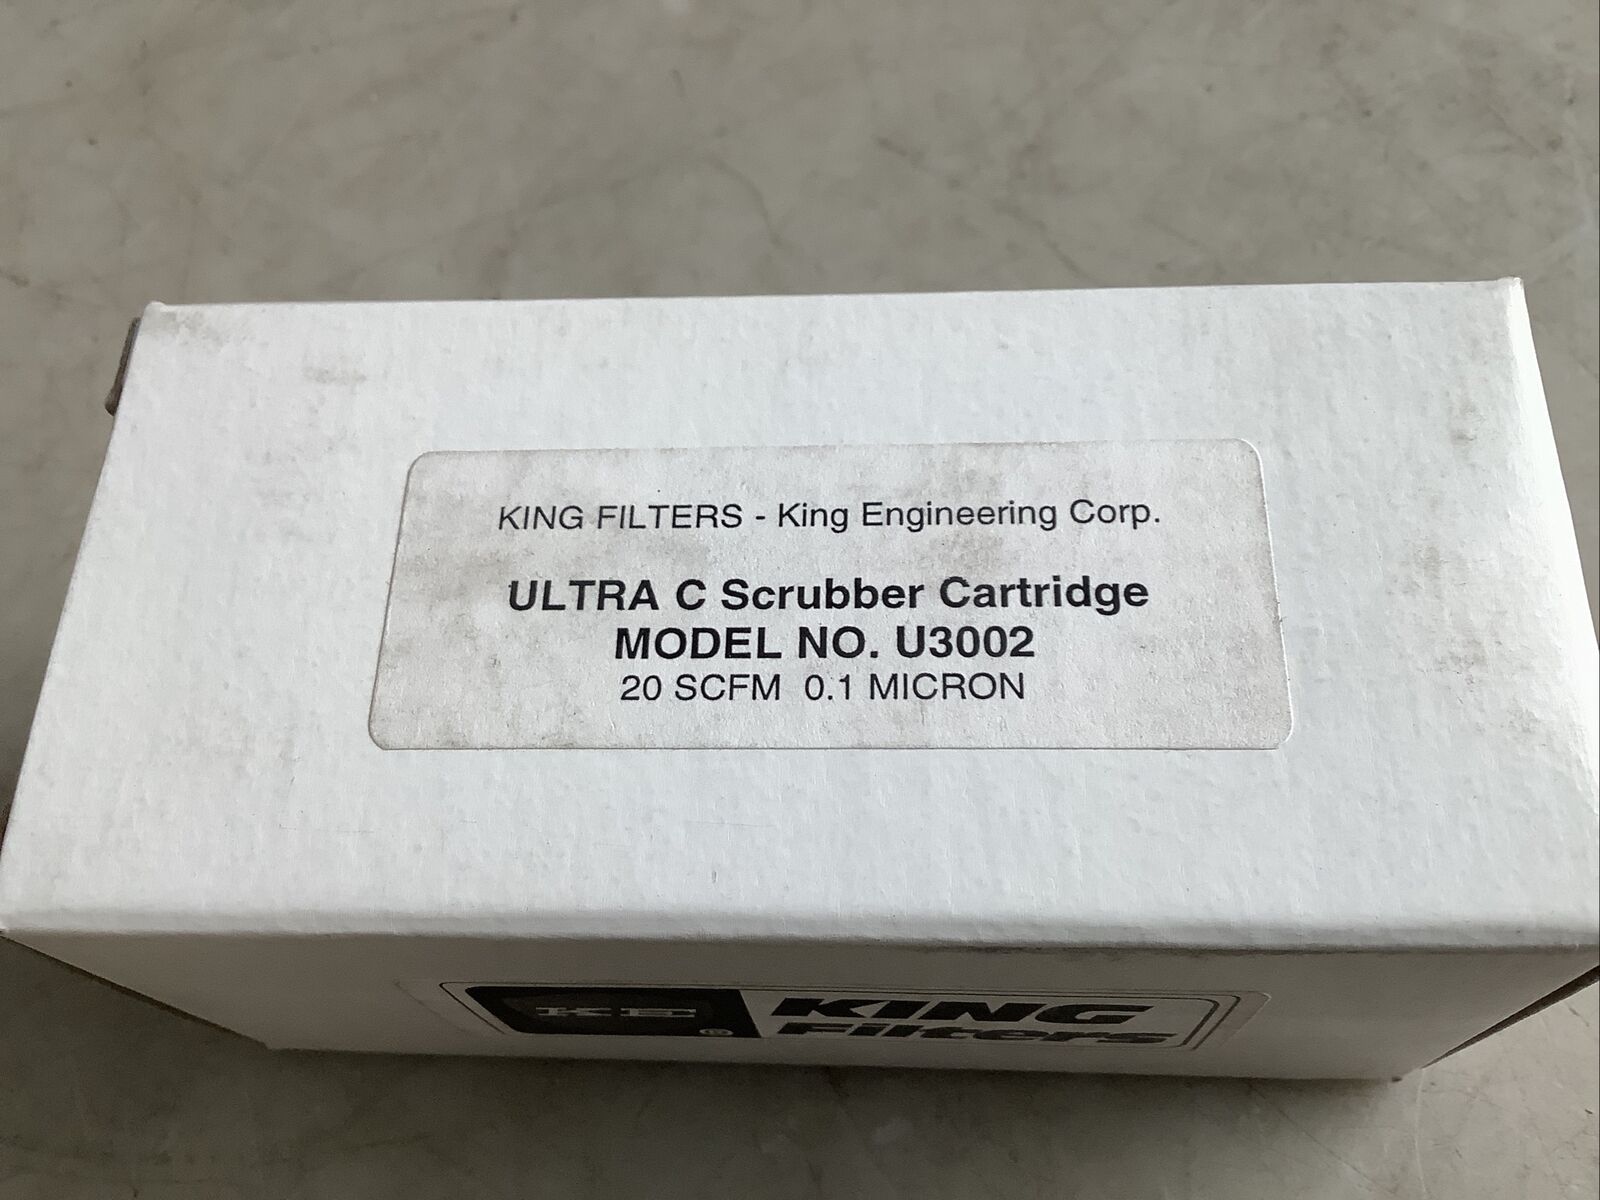 KING FILTERS - King Engineering Corp.
ULTRA C Scrubber Cartridge
MODEL NO. U3002
20 SCFM 0.1 MICRON
KE ®
KING
Filters